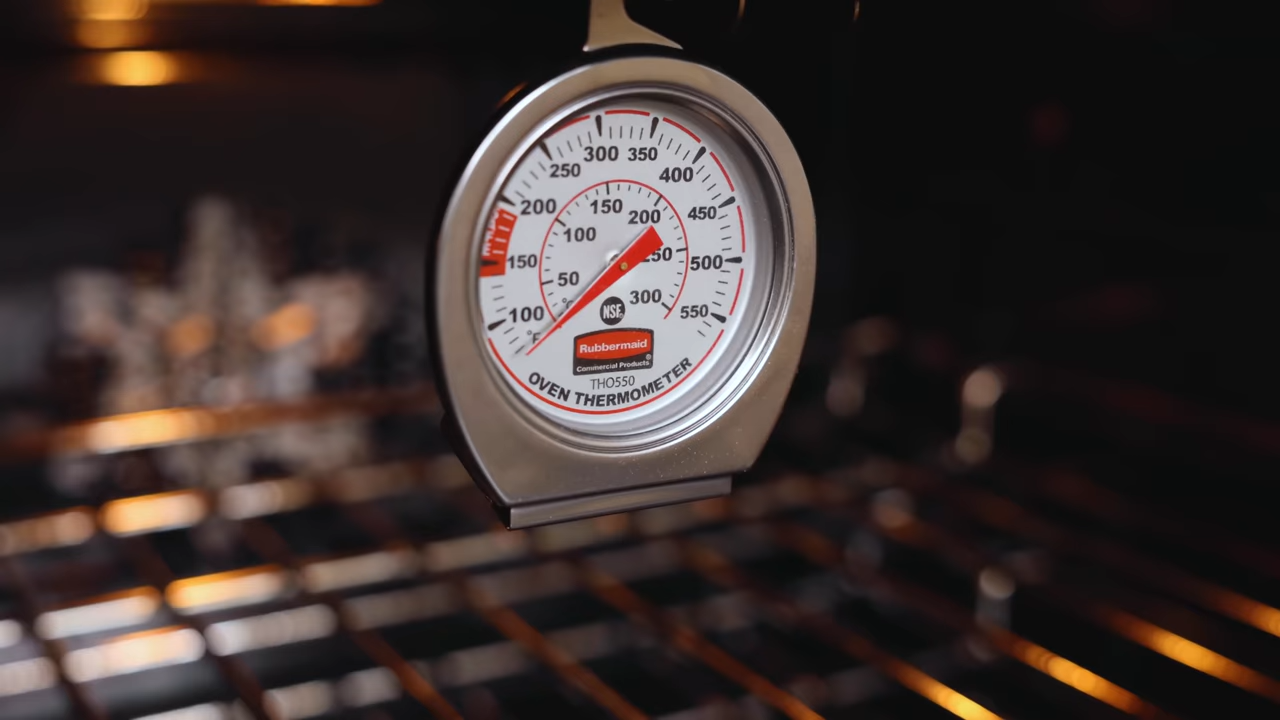 300 350
250 400
200 450
150 500
100 550
°F
150 200
100
50 300
°C
NSF
Rubbermaid
Commercial Products
THO550
OVEN THERMOMETER